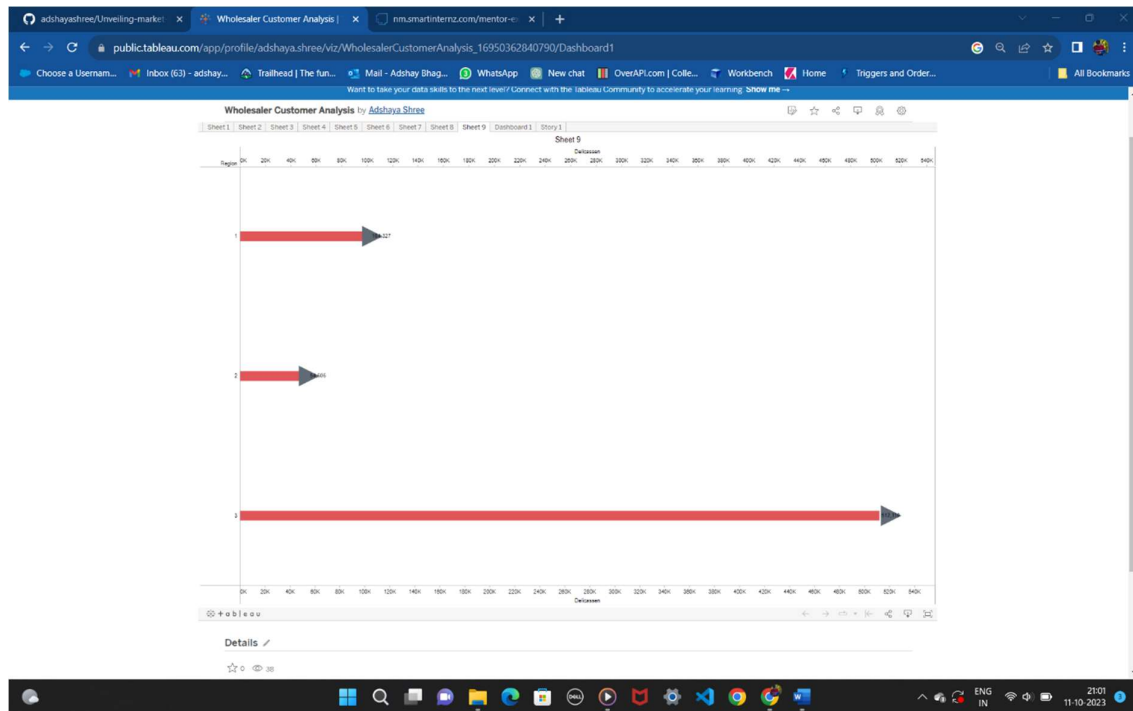 adshayashree/Unveiling-market- Wholesaler Customer Analysis | nm.smartinternz.com/mentor-e
public.tableau.com/app/profile/adshaya.shree/viz/WholesalerCustomerAnalysis_16950362840790/Dashboard1
Choose a Usernam... Inbox (63) - adshay... Trailhead | The fun... Mail - Adshay Bhag... WhatsApp New chat OverAPI.com | Colle... Workbench Home Triggers and Order... All Bookmarks
Want to take your data skills to the next level? Connect with the Tableau Community to accelerate your learning. Show me →
Wholesaler Customer Analysis by Adshaya Shree
Sheet 1 Sheet 2 Sheet 3 Sheet 4 Sheet 5 Sheet 6 Sheet 7 Sheet 8 Sheet 9 Dashboard 1 Story 1
Sheet 9
Delicassen
Region 0K 20K 40K 60K 80K 100K 120K 140K 160K 180K 200K 220K 240K 260K 280K 300K 320K 340K 360K 380K 400K 420K 440K 460K 480K 500K 520K 540K
1
2
3
0K 20K 40K 60K 80K 100K 120K 140K 160K 180K 200K 220K 240K 260K 280K 300K 320K 340K 360K 380K 400K 420K 440K 460K 480K 500K 520K 540K
Delicassen
+ a b | e a u
Details
0 38
DELL
ENG 21:01
IN 11-10-2023 3